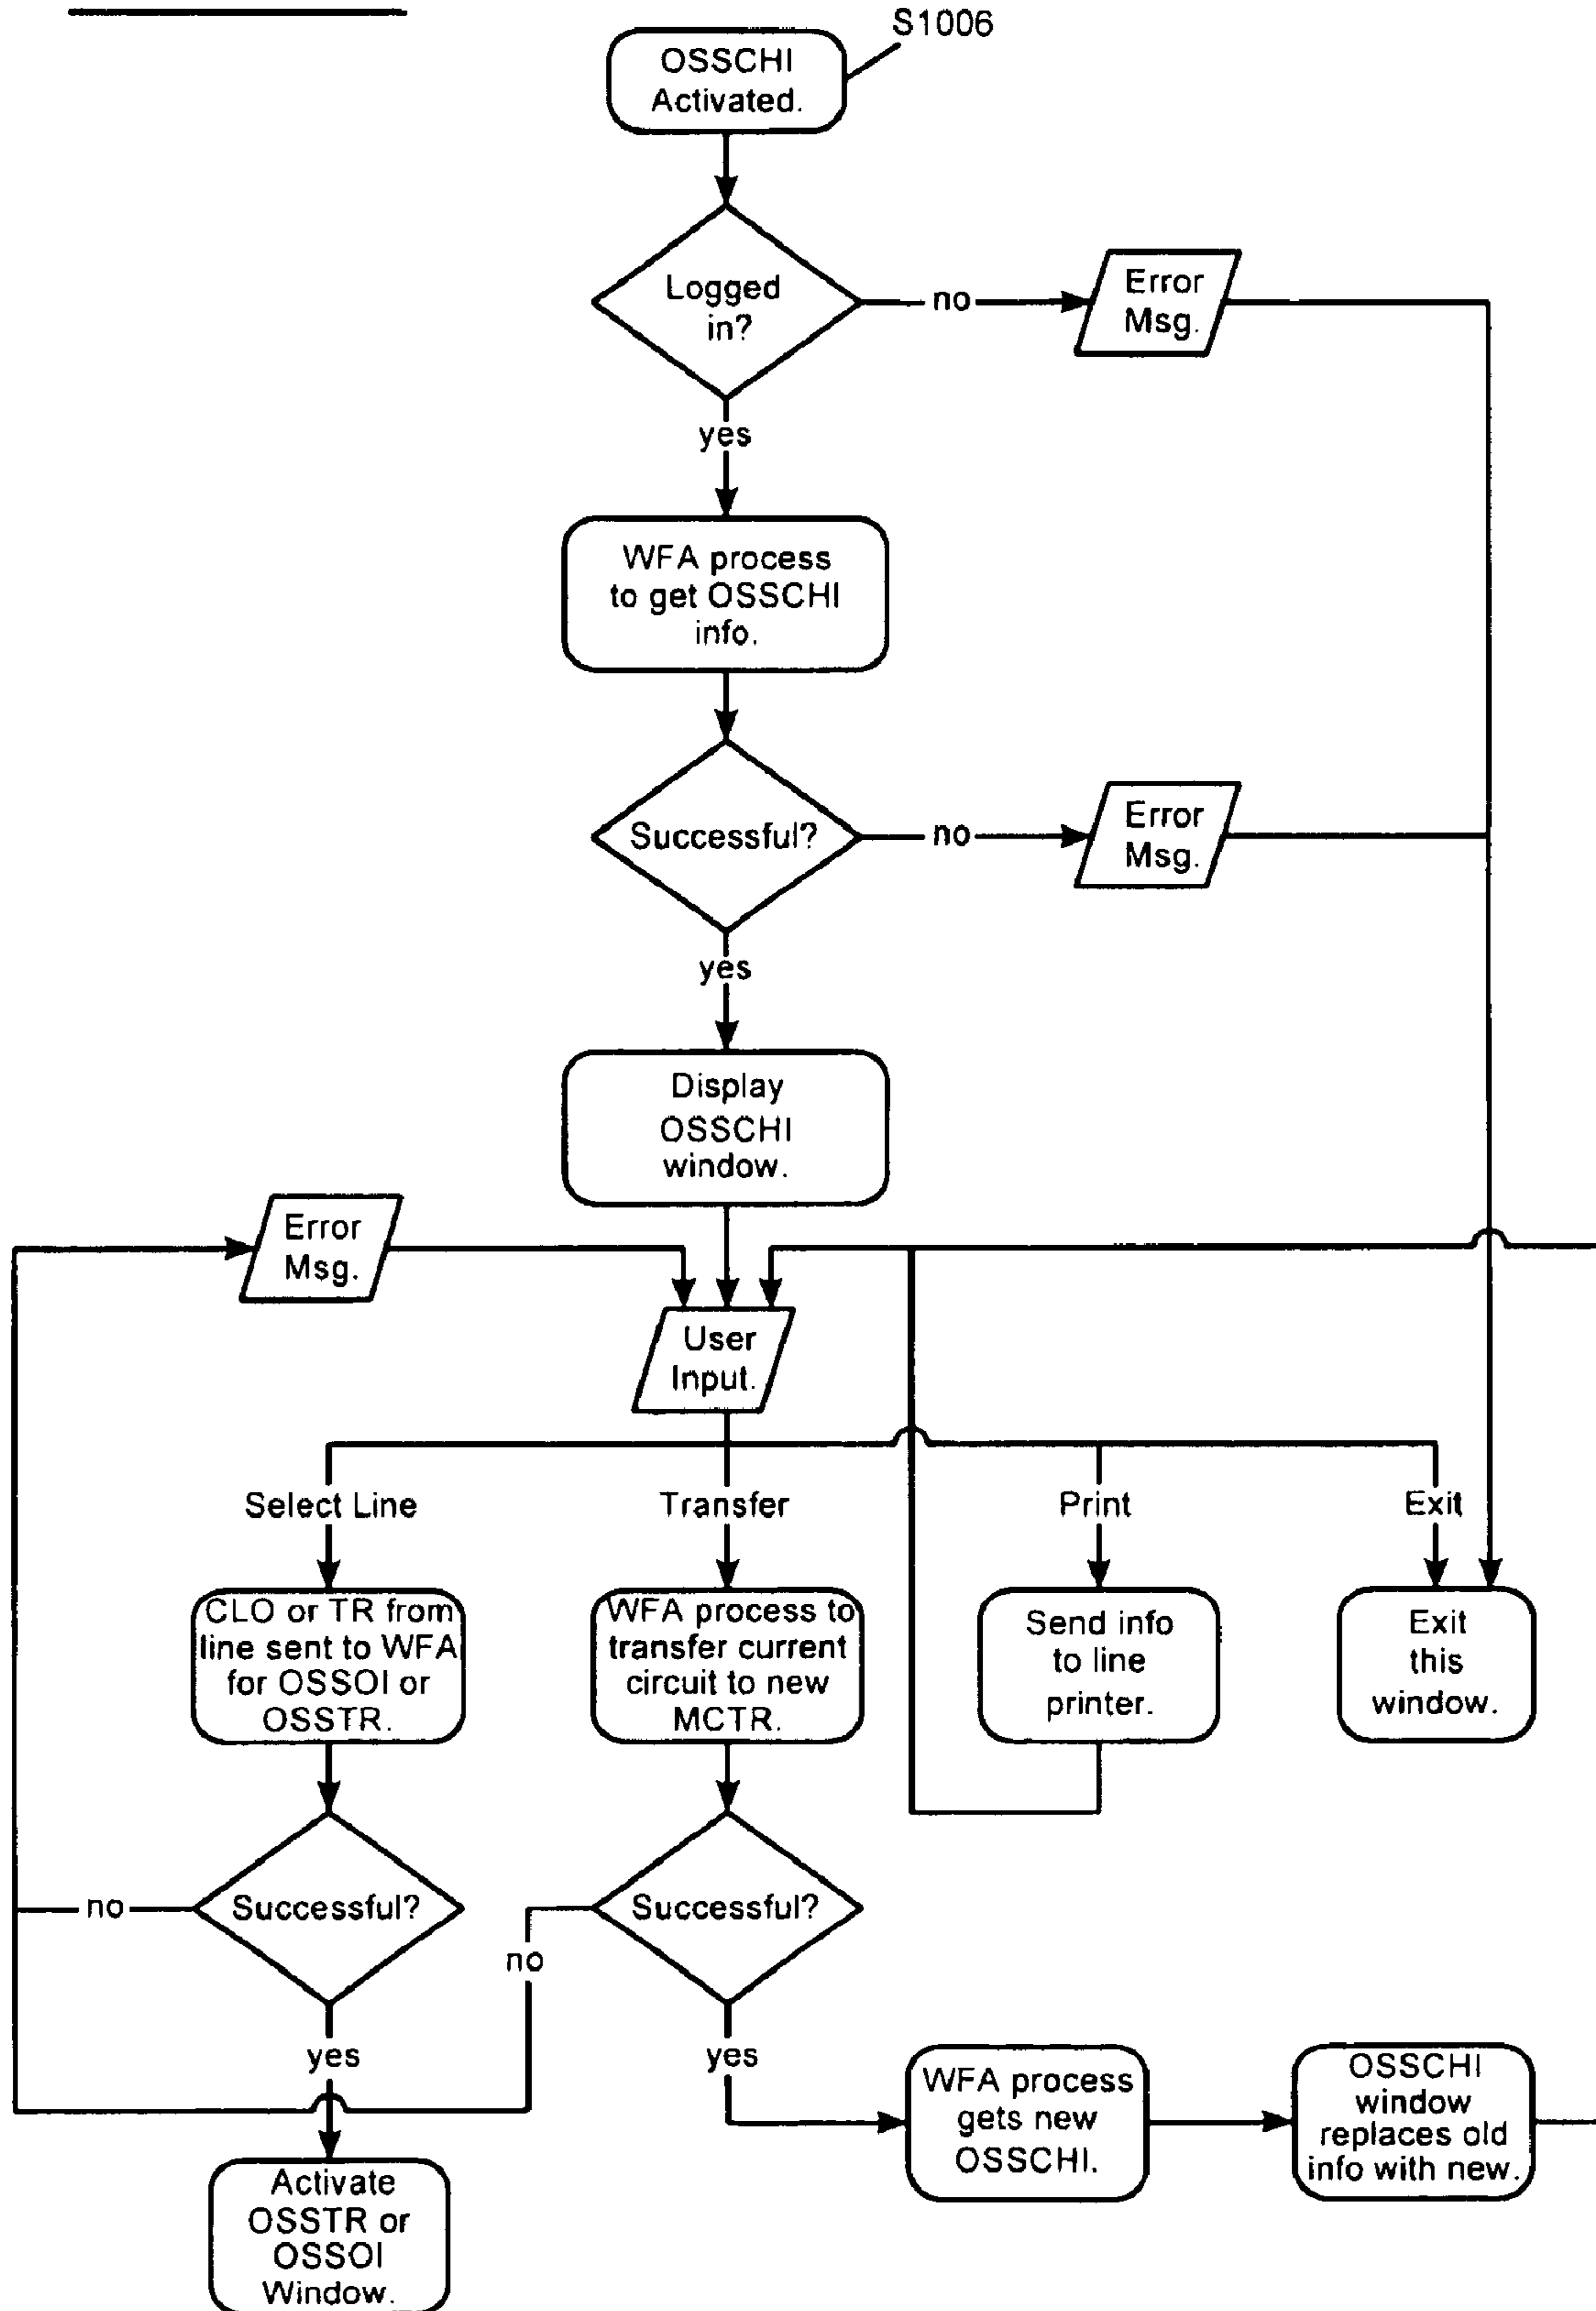 S1006
OSSCHI
Activated.
Logged
in?
no
Error
Msg.
yes
WFA process
to get OSSCHI
info.
Successful?
no
Error
Msg.
yes
Display
OSSCHI
window.
Error
Msg.
User
Input.
Select Line
Transfer
Print
Exit
CLO or TR from
line sent to WFA
for OSSOI or
OSSTR.
WFA process to
transfer current
circuit to new
MCTR.
Send info
to line
printer.
Exit
this
window.
no
Successful?
no
Successful?
yes
yes
WFA process
gets new
OSSCHI.
OSSCHI
window
replaces old
info with new.
Activate
OSSTR or
OSSOI
Window.